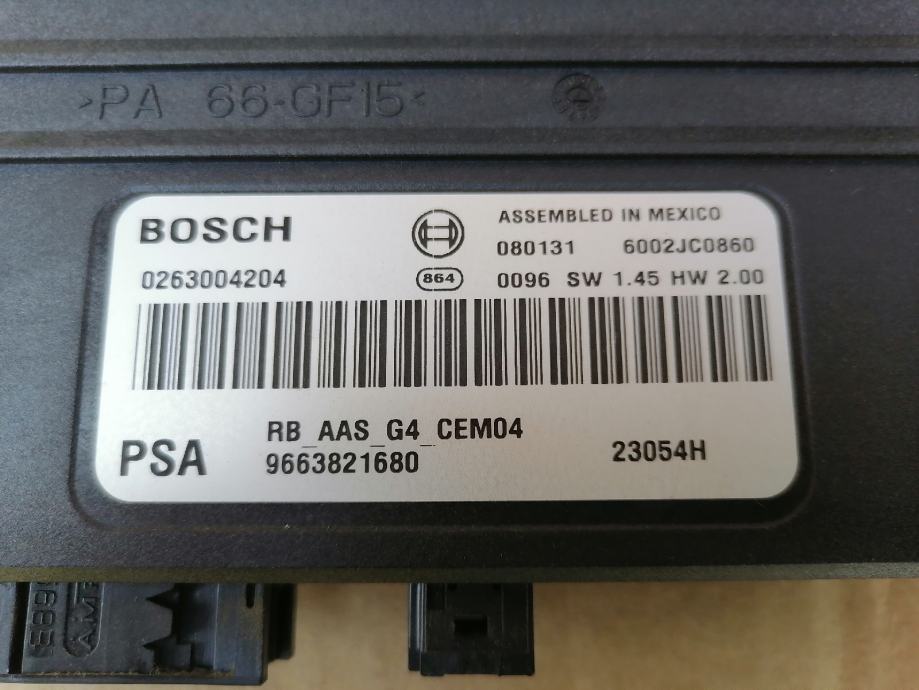 >PA 66-GF15<
BOSCH
ASSEMBLED IN MEXICO
080131 6002JC0860
0263004204
864
0096 SW 1.45 HW 2.00
RB_AAS_G4_CEM04
PSA
9663821680
23054H